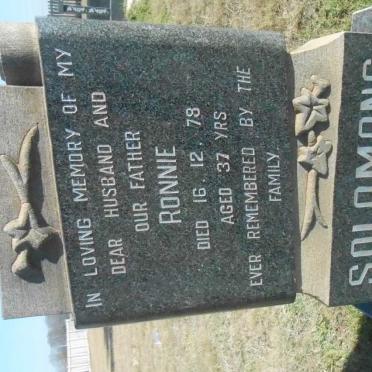 IN LOVING MEMORY OF MY
DEAR HUSBAND AND
OUR FATHER
RONNIE
DIED 16.12.78
AGED 37 YRS
EVER REMEMBERED BY THE
FAMILY
SOLOMONS